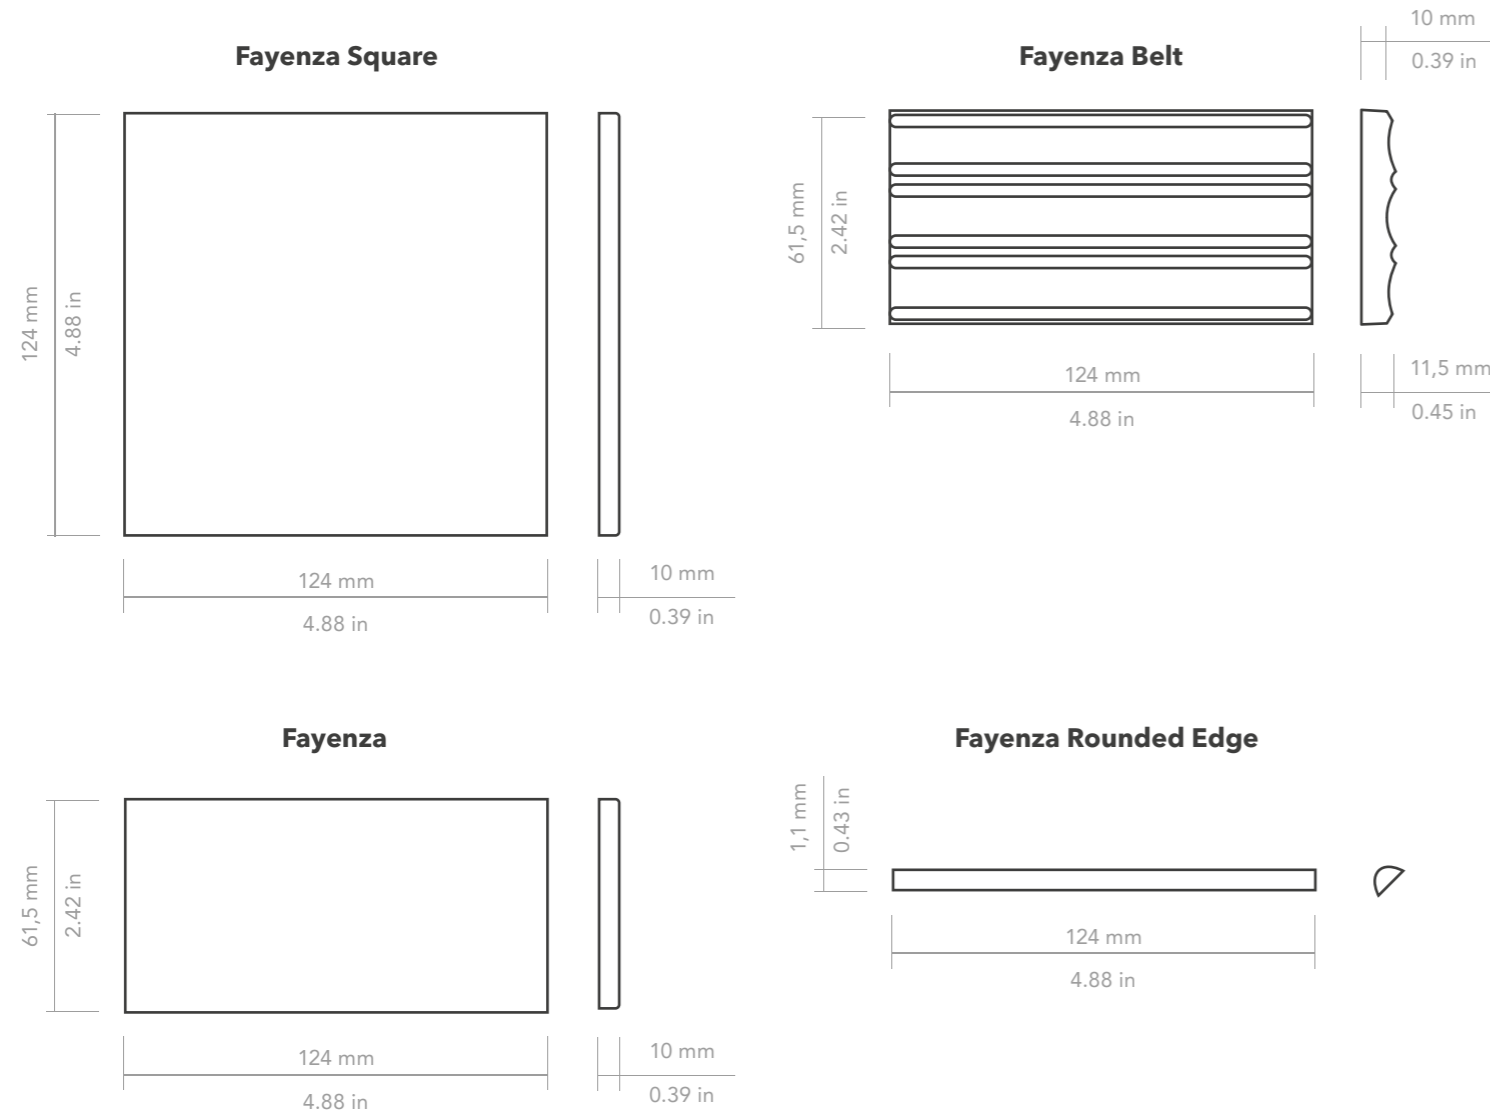 Fayenza Square
124 mm
4.88 in
124 mm
4.88 in
10 mm
0.39 in
Fayenza Belt
10 mm
0.39 in
61,5 mm
2.42 in
124 mm
4.88 in
11,5 mm
0.45 in
Fayenza
61,5 mm
2.42 in
124 mm
4.88 in
10 mm
0.39 in
Fayenza Rounded Edge
1,1 mm
0.43 in
124 mm
4.88 in